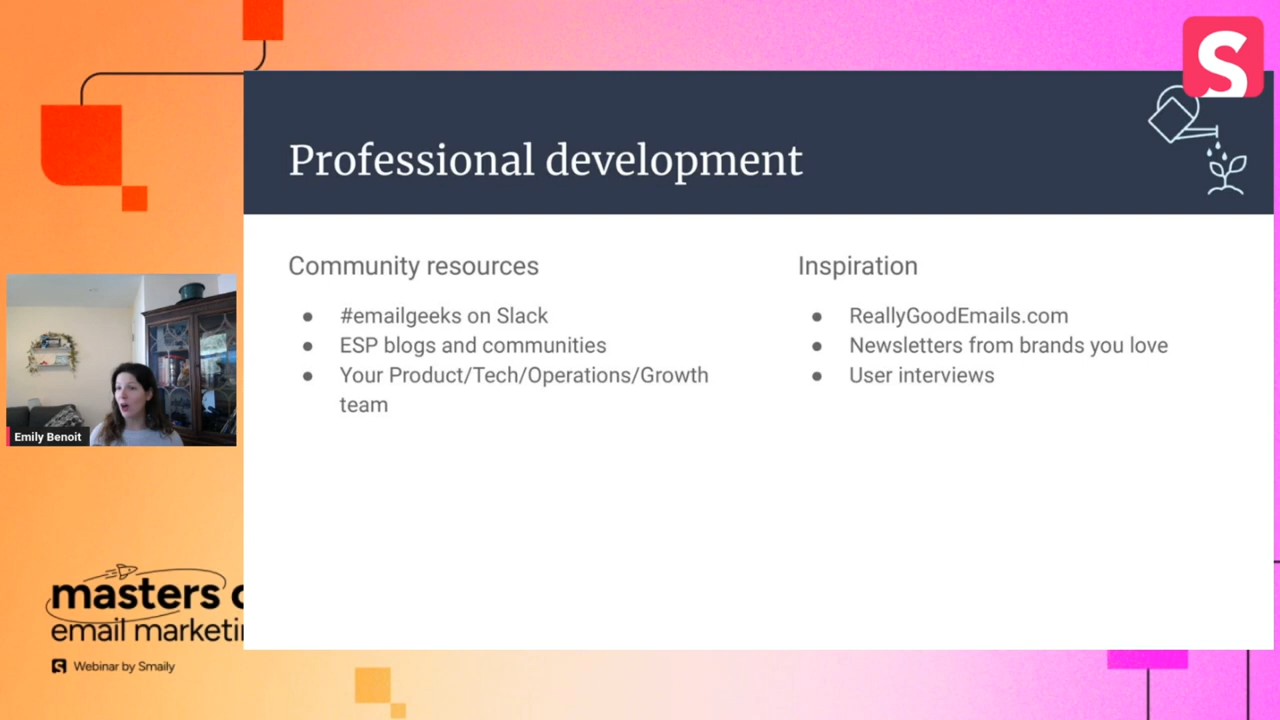 Professional development
Community resources
#emailgeeks on Slack
ESP blogs and communities
Your Product/Tech/Operations/Growth
team
Inspiration
ReallyGoodEmails.com
Newsletters from brands you love
User interviews
Emily Benoit
masters
email
Webinar by Smaily